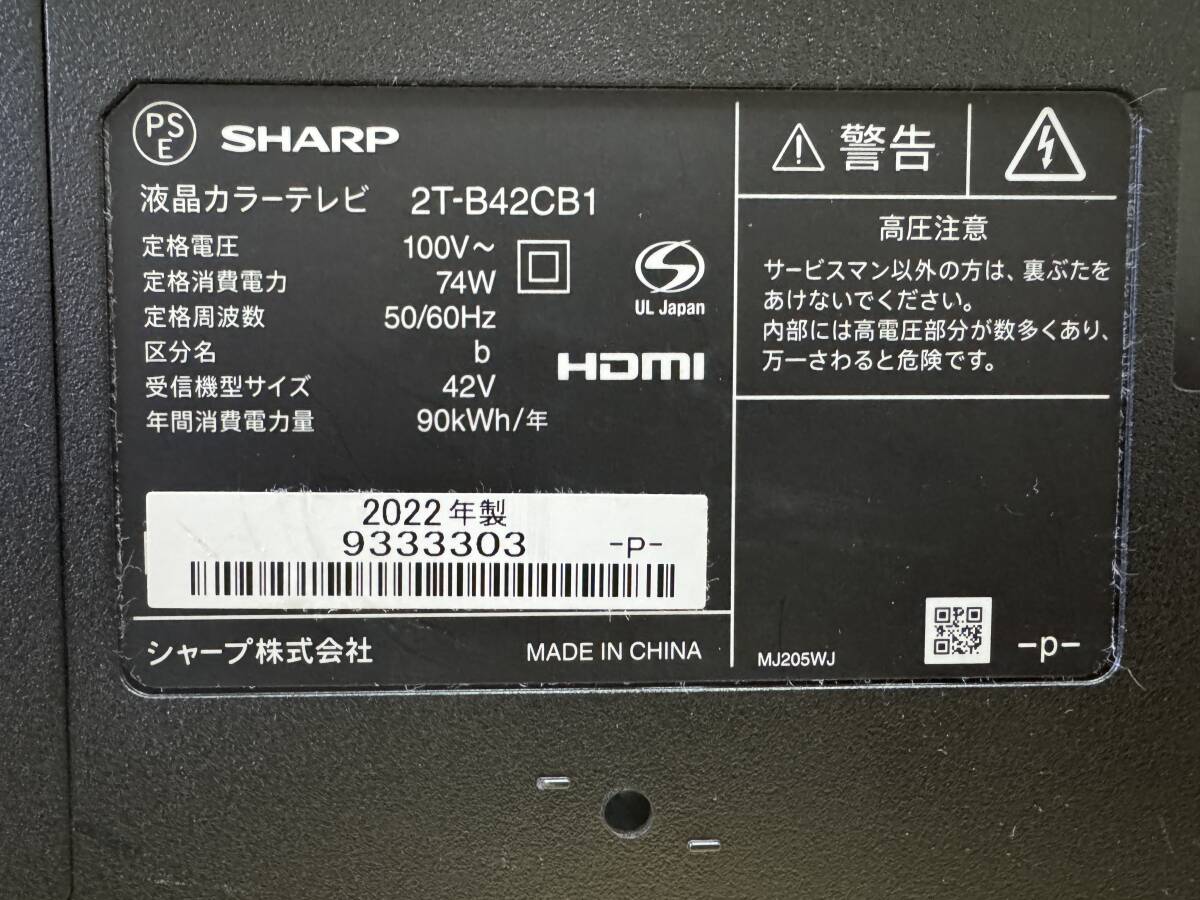 PSE
SHARP
液晶カラーテレビ 2T-B42CB1
定格電圧 100V～
定格消費電力 74W
定格周波数 50/60Hz
区分名 b
受信機型サイズ 42V
年間消費電力量 90kWh/年
UL Japan
HDMI
2022年製
9333303 -P-
シャープ株式会社 MADE IN CHINA
警告
高圧注意
サービスマン以外の方は、裏ぶたを
あけないでください。
内部には高電圧部分が数多くあり、
万一さわると危険です。
MJ205WJ -p-